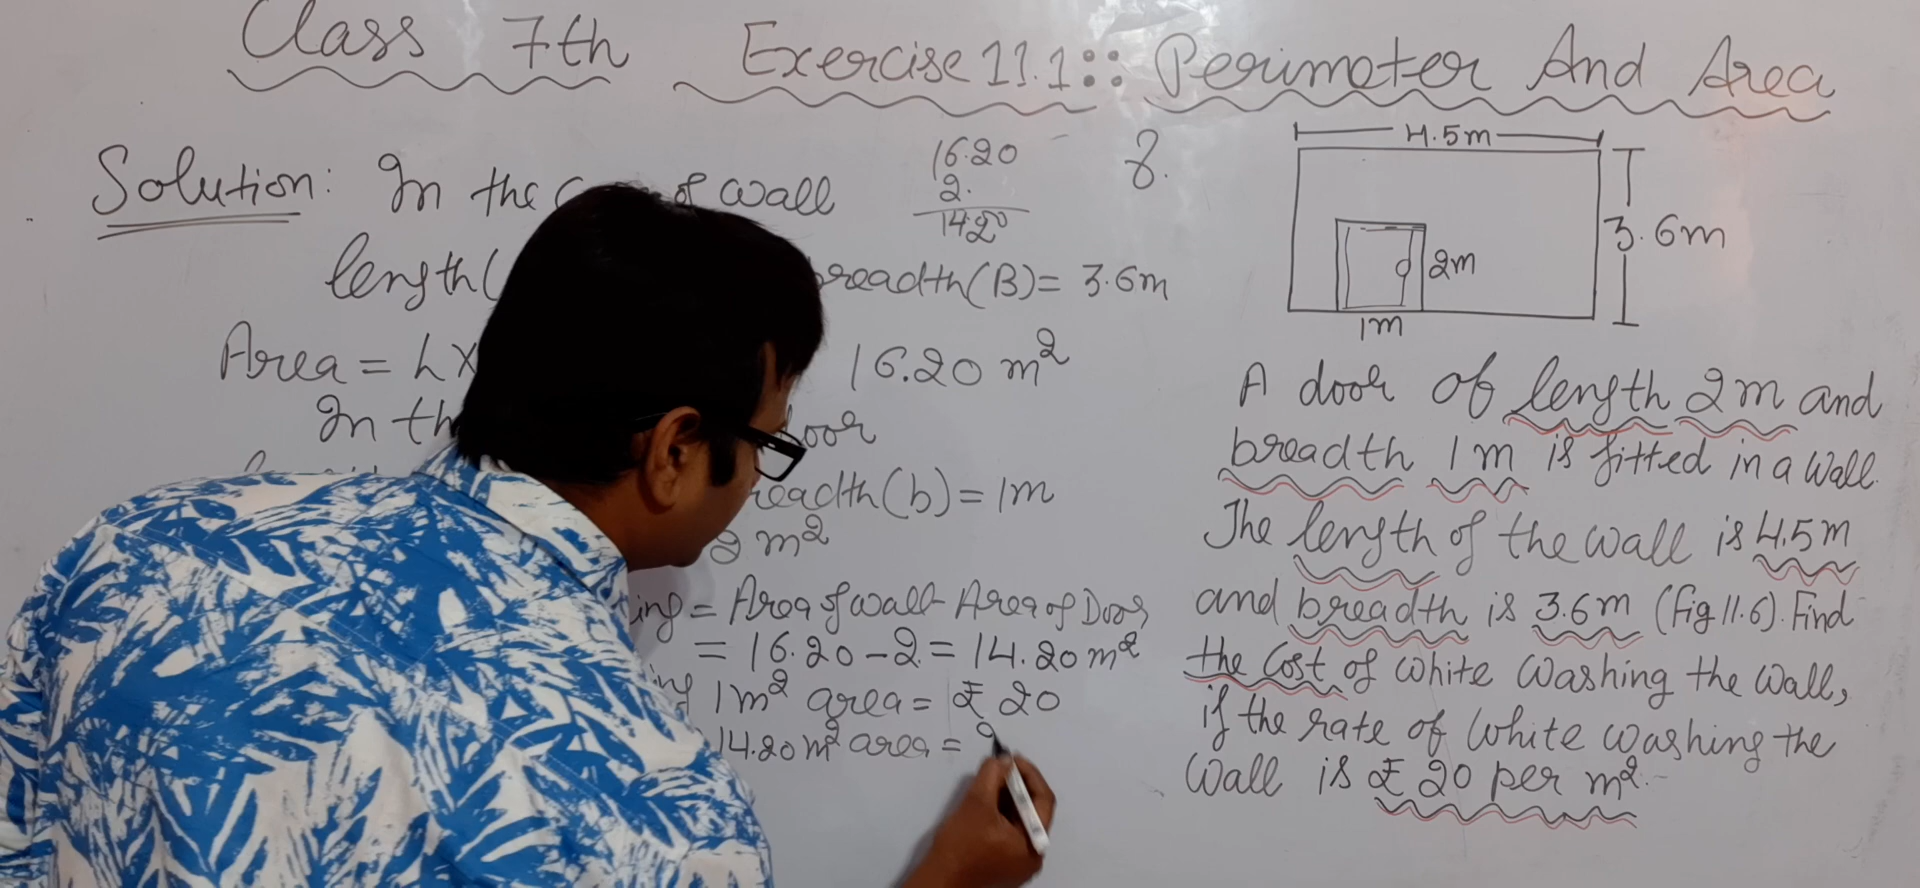 Class 7th Exercise 11.1 :: Perimeter And Area
Solution: In the of wall
length( breadth(B) = 3.6m
Area = L× 16.20 m²
In th Door
readth(b) = 1m
2 m²
ing = Area of wall - Area of Door
= 16.20 - 2 = 14.20 m²
ing 1m² area = ₹ 20
14.20 m² area =
16.20
2.
14.20
8.
4.5m
3.6m
2m
1m
A door of length 2m and
breadth 1m is fitted in a wall.
The length of the wall is 4.5m
and breadth is 3.6m (fig 11.6). Find
the Cost of white washing the wall,
if the rate of white washing the
wall is ₹ 20 per m².